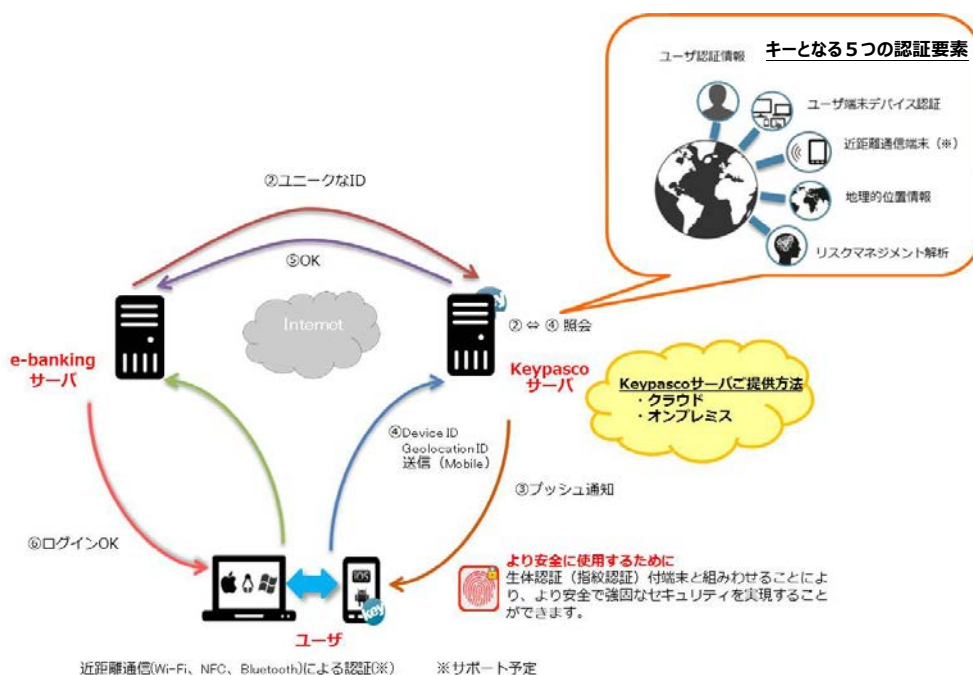 キーとなる５つの認証要素
ユーザ認証情報
ユーザ端末デバイス認証
近距離通信端末（※）
地理的位置情報
リスクマネジメント解析
②ユニークなID
⑤OK
Internet
key
② ⇔ ④ 照会
e-banking
サーバ
Keypasco
サーバ
Keypascoサーバご提供方法
・クラウド
・オンプレミス
④Device ID
Geolocation ID
送信（Mobile）
③プッシュ通知
⑥ログインOK
iOS
key
ユーザ
より安全に使用するために
生体認証（指紋認証）付端末と組みわせることによ
り、より安全で強固なセキュリティを実現すること
ができます。
近距離通信(Wi-Fi、NFC、Bluetooth)による認証(※)
※サポート予定